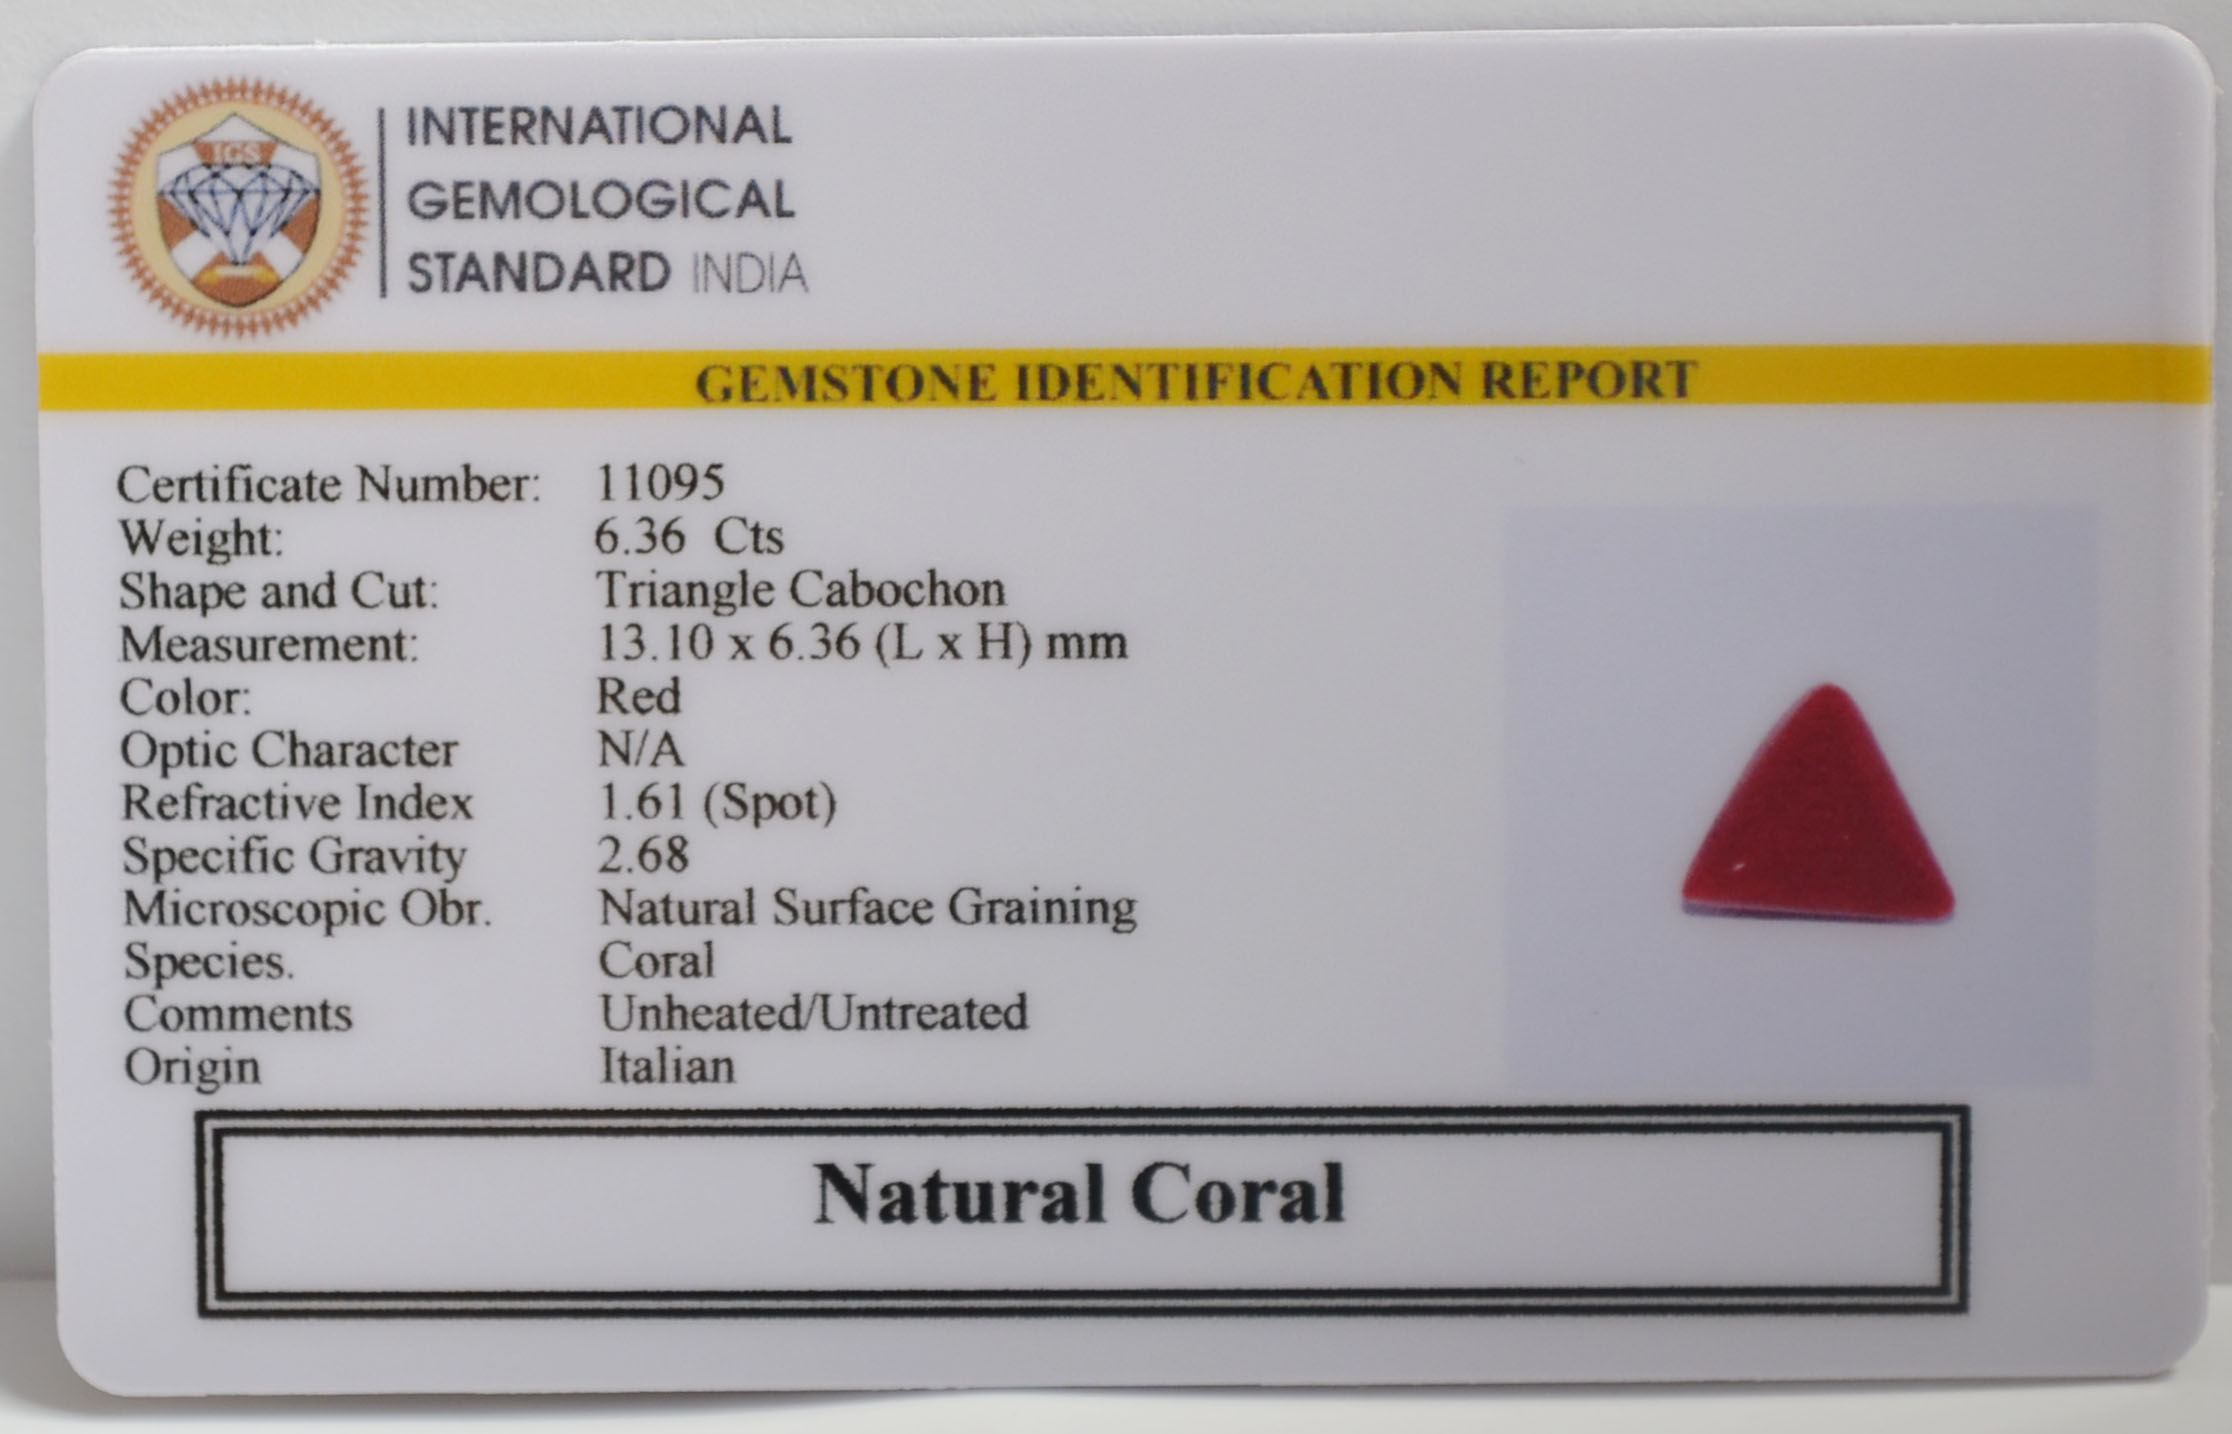 IGS
INTERNATIONAL
GEMOLOGICAL
STANDARD INDIA
GEMSTONE IDENTIFICATION REPORT
Certificate Number: 11095
Weight: 6.36 Cts
Shape and Cut: Triangle Cabochon
Measurement: 13.10 x 6.36 (L x H) mm
Color: Red
Optic Character N/A
Refractive Index 1.61 (Spot)
Specific Gravity 2.68
Microscopic Obr. Natural Surface Graining
Species. Coral
Comments Unheated/Untreated
Origin Italian
Natural Coral